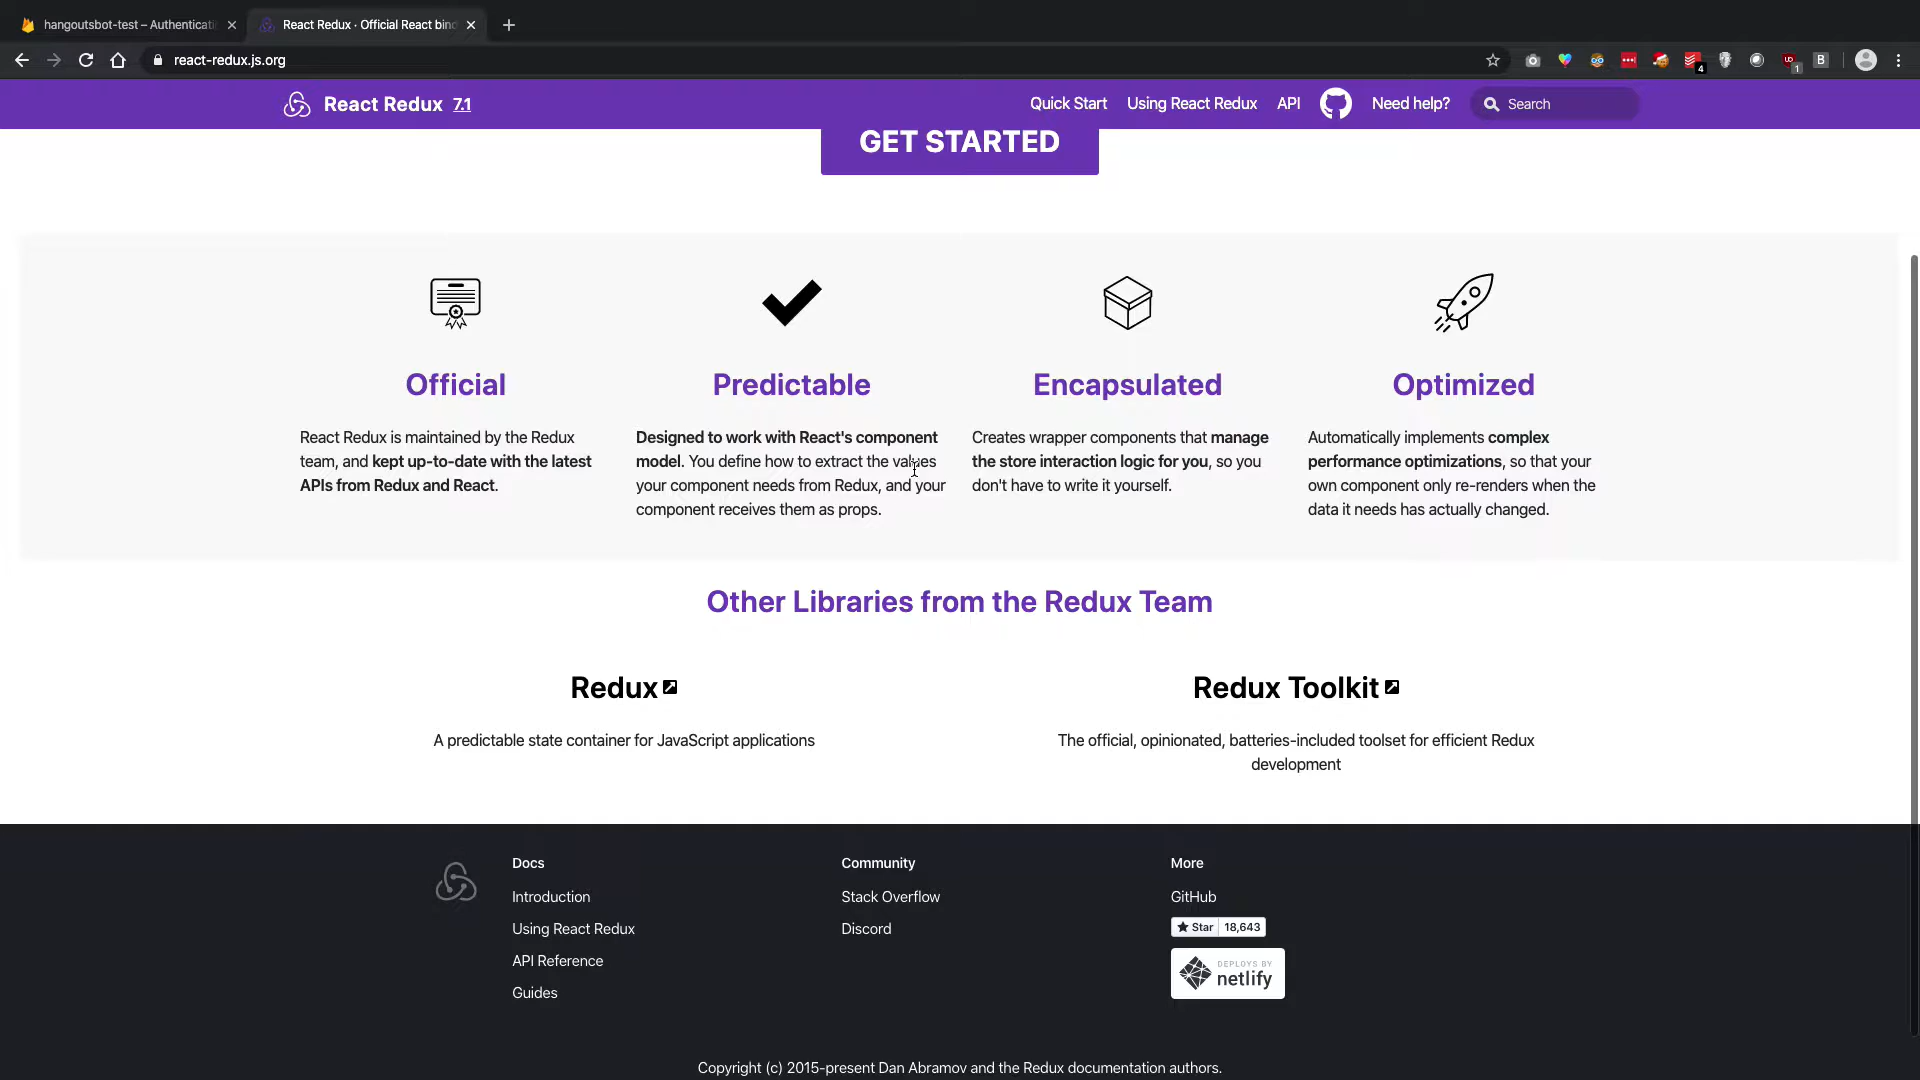 hangoutsbot-test – Authenticati
React Redux · Official React bind
react-redux.js.org
4
1
B
React Redux 7.1
Quick Start
Using React Redux
API
Need help?
Search
GET STARTED
Official
React Redux is maintained by the Redux
team, and kept up-to-date with the latest
APIs from Redux and React.
Predictable
Designed to work with React's component
model. You define how to extract the values
your component needs from Redux, and your
component receives them as props.
Encapsulated
Creates wrapper components that manage
the store interaction logic for you, so you
don't have to write it yourself.
Optimized
Automatically implements complex
performance optimizations, so that your
own component only re-renders when the
data it needs has actually changed.
Other Libraries from the Redux Team
Redux
A predictable state container for JavaScript applications
Redux Toolkit
The official, opinionated, batteries-included toolset for efficient Redux
development
Docs
Introduction
Using React Redux
API Reference
Guides
Community
Stack Overflow
Discord
More
GitHub
Star 18,643
DEPLOYS BY
netlify
Copyright (c) 2015-present Dan Abramov and the Redux documentation authors.